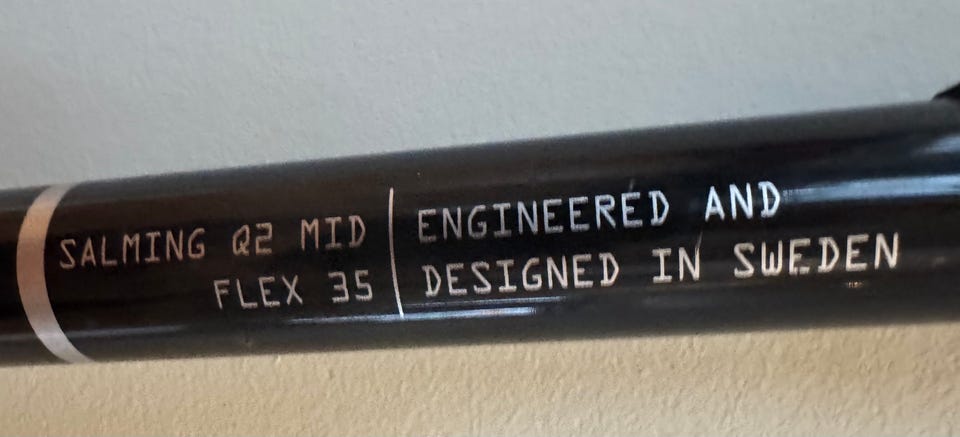 SALMING Q2 MID
FLEX 35
ENGINEERED AND
DESIGNED IN SWEDEN